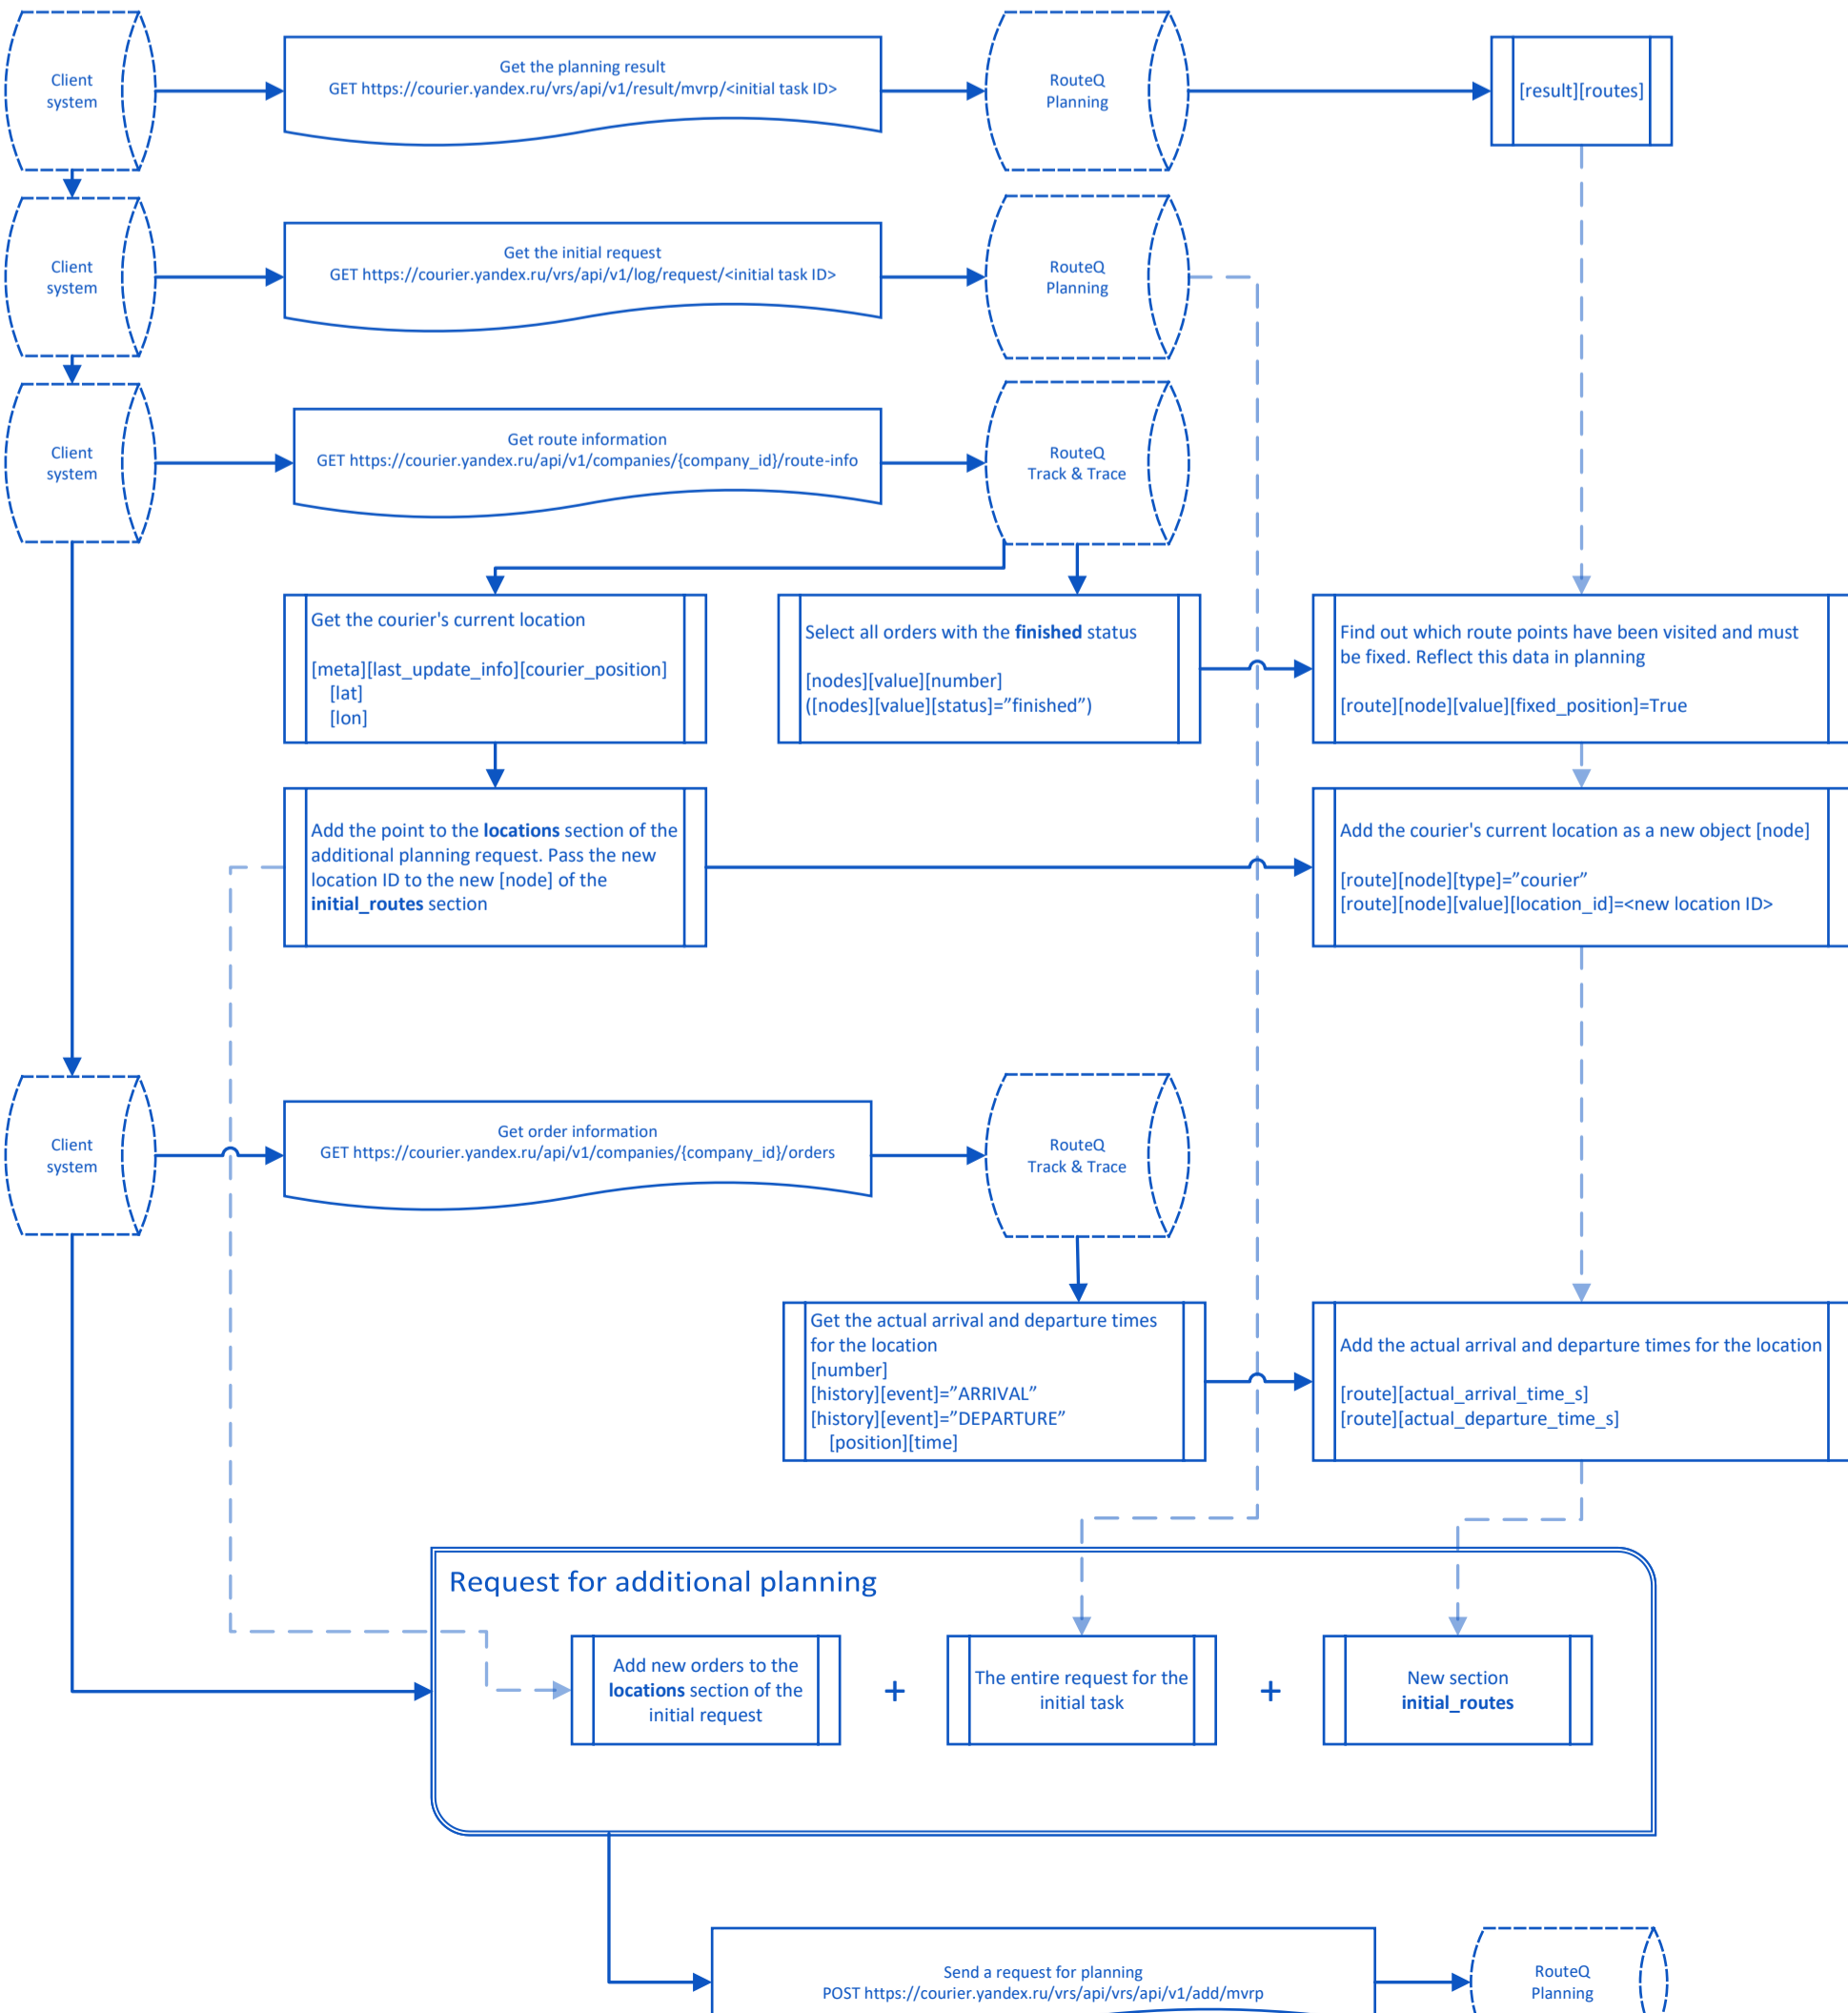 Client
system
Get the planning result
GET https://courier.yandex.ru/vrs/api/v1/result/mvrp/<initial task ID>
RouteQ
Planning
[result][routes]
Client
system
Get the initial request
GET https://courier.yandex.ru/vrs/api/v1/log/request/<initial task ID>
RouteQ
Planning
Client
system
Get route information
GET https://courier.yandex.ru/api/v1/companies/{company_id}/route-info
RouteQ
Track & Trace
Get the courier's current location
[meta][last_update_info][courier_position]
[lat]
[lon]
Select all orders with the finished status
[nodes][value][number]
([nodes][value][status]=”finished”)
Find out which route points have been visited and must
be fixed. Reflect this data in planning
[route][node][value][fixed_position]=True
Add the point to the locations section of the
additional planning request. Pass the new
location ID to the new [node] of the
initial_routes section
Add the courier's current location as a new object [node]
[route][node][type]=”courier”
[route][node][value][location_id]=<new location ID>
Client
system
Get order information
GET https://courier.yandex.ru/api/v1/companies/{company_id}/orders
RouteQ
Track & Trace
Get the actual arrival and departure times
for the location
[number]
[history][event]=”ARRIVAL”
[history][event]=”DEPARTURE”
[position][time]
Add the actual arrival and departure times for the location
[route][actual_arrival_time_s]
[route][actual_departure_time_s]
Request for additional planning
Add new orders to the
locations section of the
initial request
+
The entire request for the
initial task
+
New section
initial_routes
Send a request for planning
POST https://courier.yandex.ru/vrs/api/vrs/api/v1/add/mvrp
RouteQ
Planning